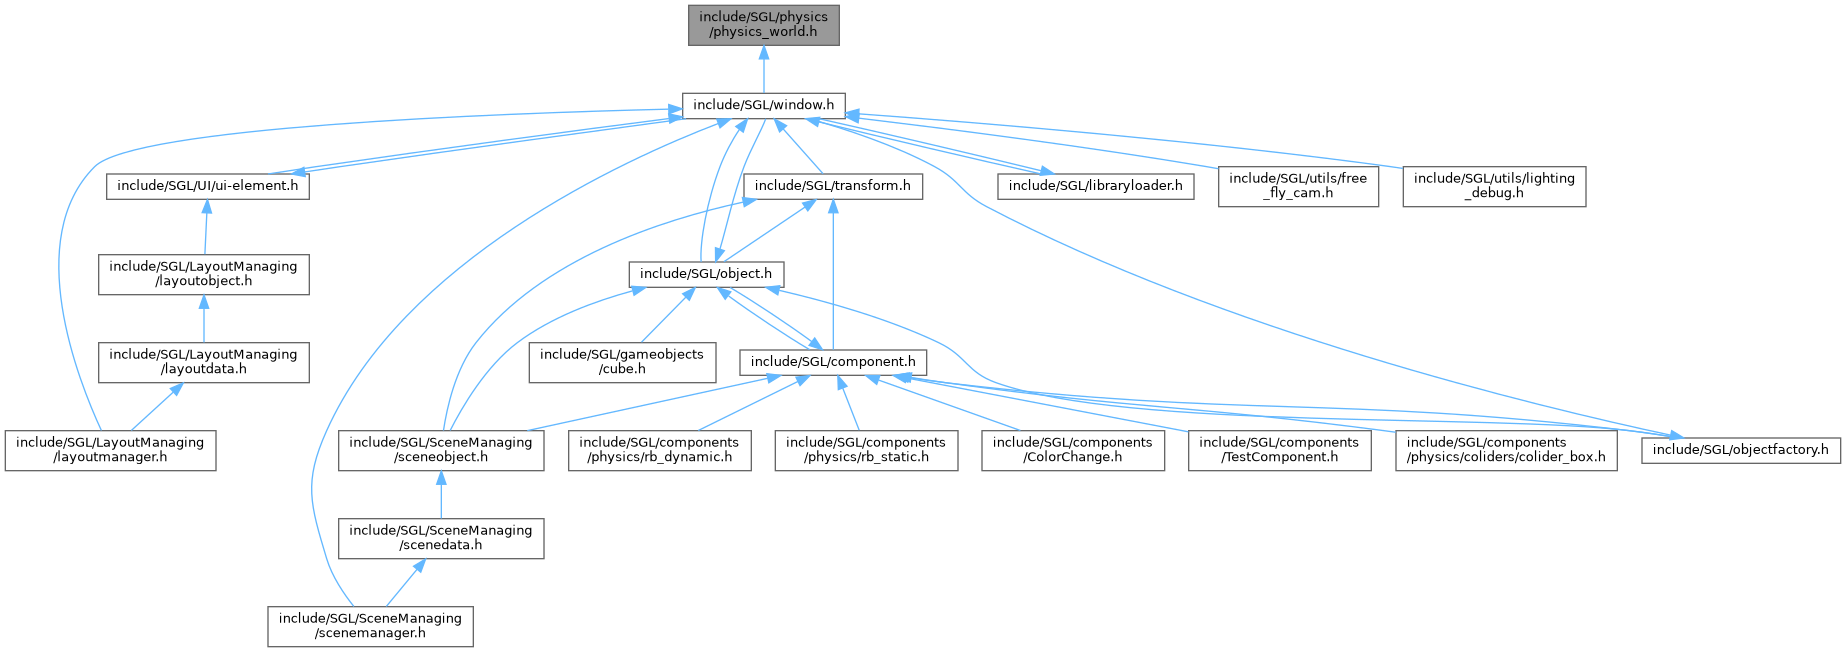 include/SGL/physics
/physics_world.h
include/SGL/window.h
include/SGL/UI/ui-element.h
include/SGL/transform.h
include/SGL/libraryloader.h
include/SGL/utils/free
_fly_cam.h
include/SGL/utils/lighting
_debug.h
include/SGL/LayoutManaging
/layoutobject.h
include/SGL/object.h
include/SGL/LayoutManaging
/layoutdata.h
include/SGL/gameobjects
/cube.h
include/SGL/component.h
include/SGL/LayoutManaging
/layoutmanager.h
include/SGL/SceneManaging
/sceneobject.h
include/SGL/components
/physics/rb_dynamic.h
include/SGL/components
/physics/rb_static.h
include/SGL/components
/ColorChange.h
include/SGL/components
/TestComponent.h
include/SGL/components
/physics/coliders/colider_box.h
include/SGL/objectfactory.h
include/SGL/SceneManaging
/scenedata.h
include/SGL/SceneManaging
/scenemanager.h